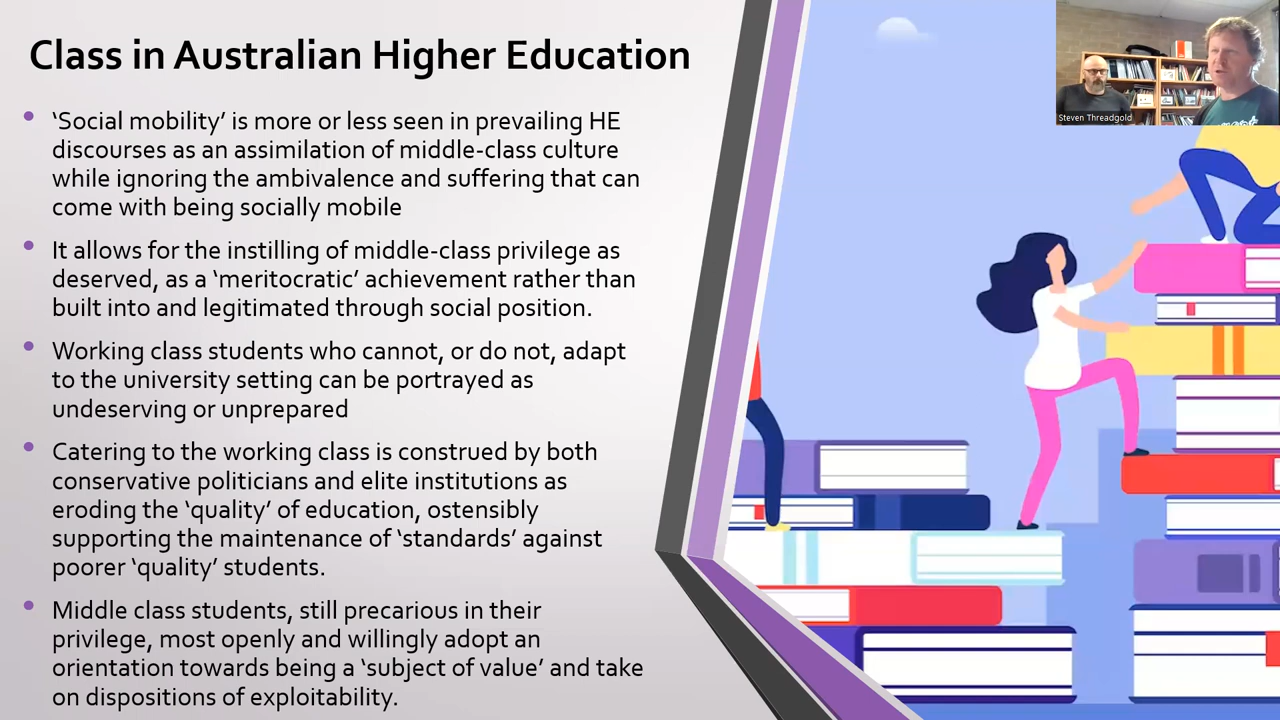 Class in Australian Higher Education
Steven Threadgold
• ‘Social mobility’ is more or less seen in prevailing HE
discourses as an assimilation of middle-class culture
while ignoring the ambivalence and suffering that can
come with being socially mobile
• It allows for the instilling of middle-class privilege as
deserved, as a ‘meritocratic’ achievement rather than
built into and legitimated through social position.
• Working class students who cannot, or do not, adapt
to the university setting can be portrayed as
undeserving or unprepared
• Catering to the working class is construed by both
conservative politicians and elite institutions as
eroding the ‘quality’ of education, ostensibly
supporting the maintenance of ‘standards’ against
poorer ‘quality’ students.
• Middle class students, still precarious in their
privilege, most openly and willingly adopt an
orientation towards being a ‘subject of value’ and take
on dispositions of exploitability.